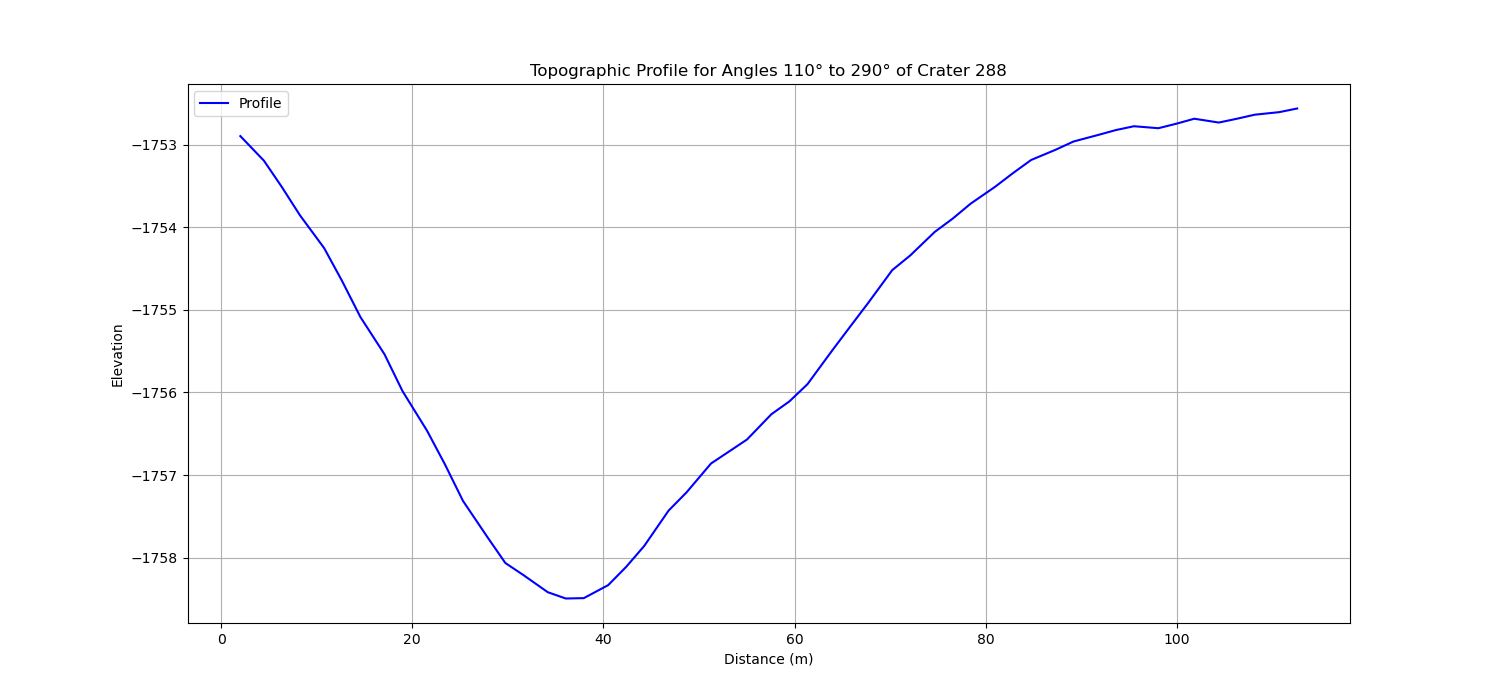 Topographic Profile for Angles 110° to 290° of Crater 288
Profile
−1753
−1754
−1755
−1756
−1757
−1758
Elevation
0 20 40 60 80 100
Distance (m)